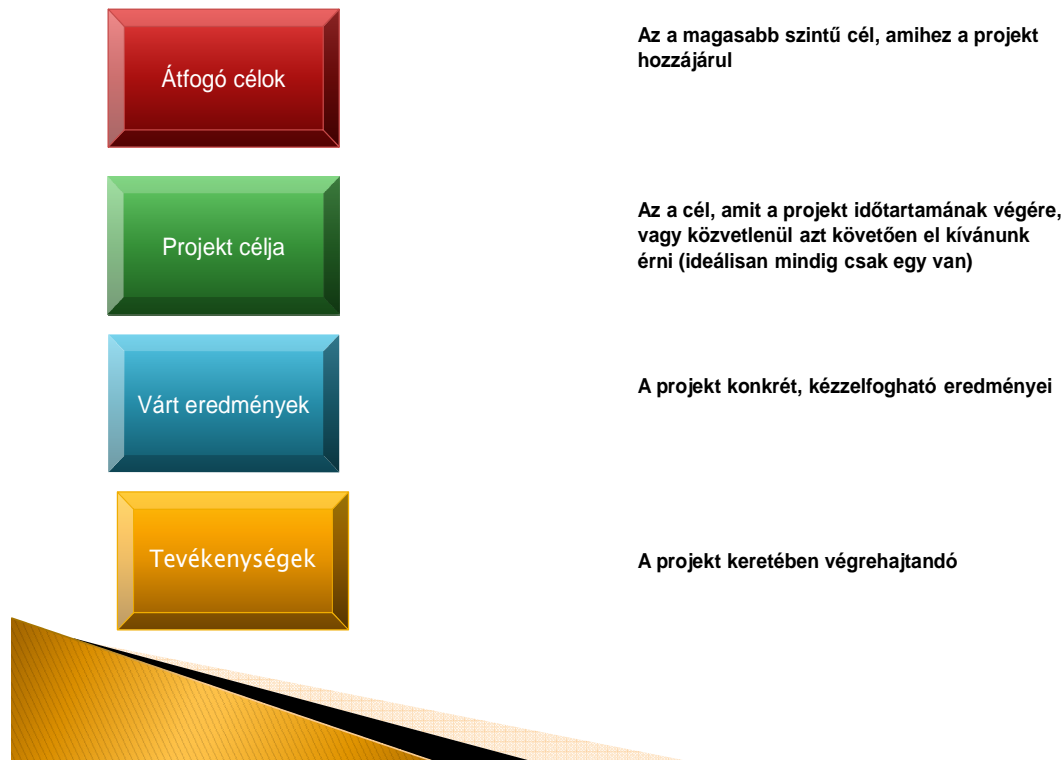 Átfogó célok
Az a magasabb szintű cél, amihez a projekt
hozzájárul
Projekt célja
Az a cél, amit a projekt időtartamának végére,
vagy közvetlenül azt követően el kívánunk
érni (ideálisan mindig csak egy van)
Várt eredmények
A projekt konkrét, kézzelfogható eredményei
Tevékenységek
A projekt keretében végrehajtandó